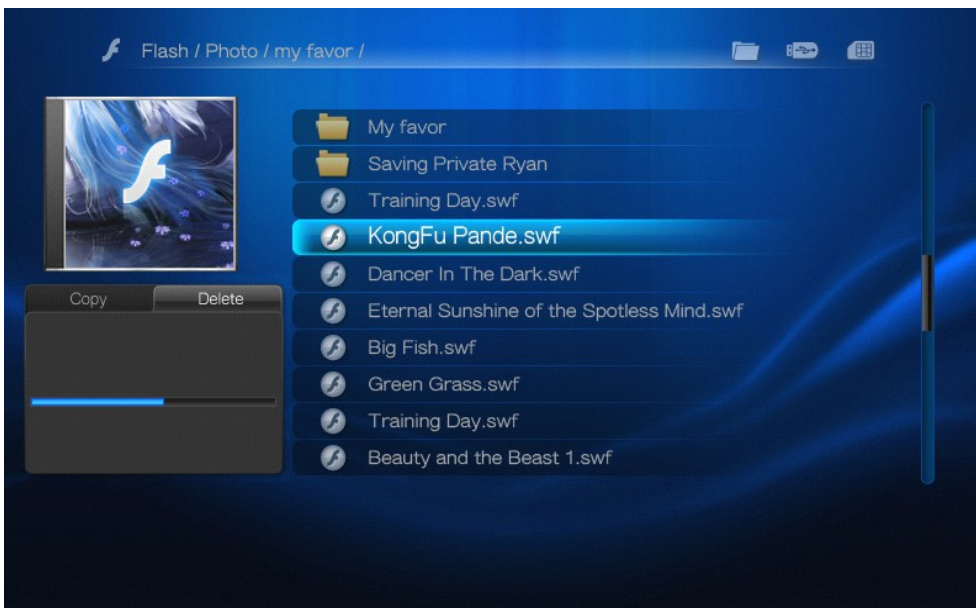 Flash / Photo / my favor /
My favor
Saving Private Ryan
Training Day.swf
KongFu Pande.swf
Dancer In The Dark.swf
Eternal Sunshine of the Spotless Mind.swf
Big Fish.swf
Green Grass.swf
Training Day.swf
Beauty and the Beast 1.swf
Copy Delete